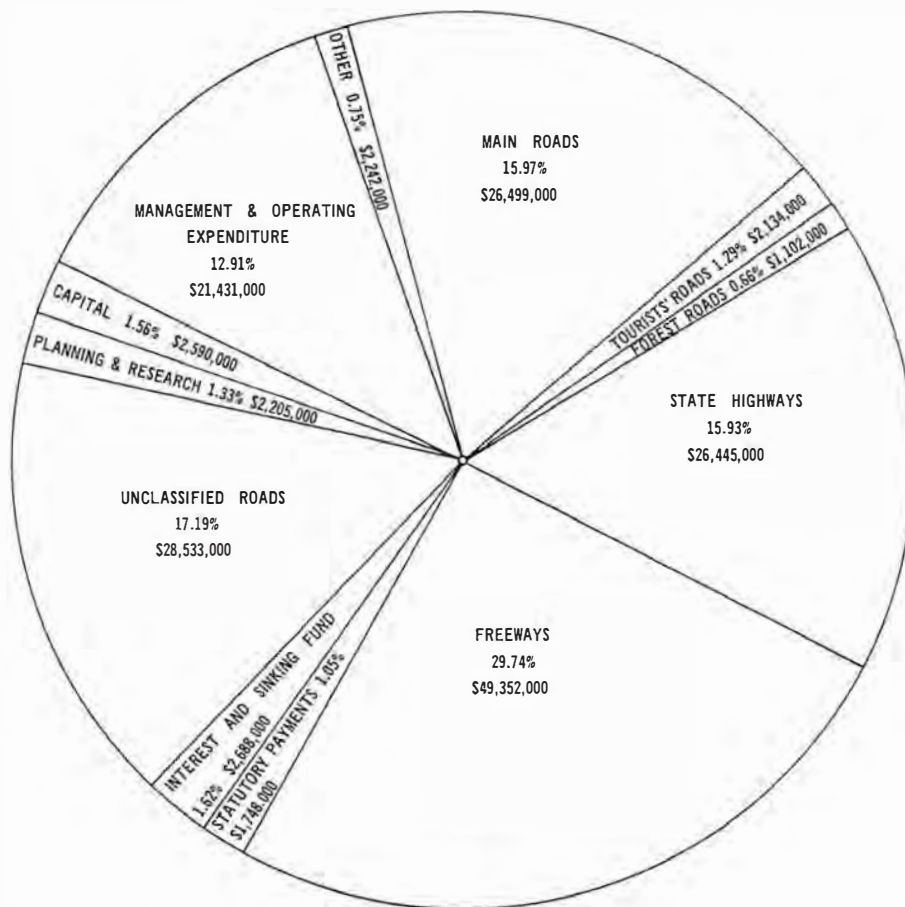 OTHER 0.75% $2,242,000
MAIN ROADS
15.97%
$26,499,000
TOURISTS' ROADS 1.29% $2,134,000
FOREST ROADS 0.66% $1,102,000
STATE HIGHWAYS
15.93%
$26,445,000
FREEWAYS
29.74%
$49,352,000
STATUTORY PAYMENTS 1.05%
$1,748,000
INTEREST AND SINKING FUND
1.62% $2,688,000
UNCLASSIFIED ROADS
17.19%
$28,533,000
PLANNING & RESEARCH 1.33% $2,205,000
CAPITAL 1.56% $2,590,000
MANAGEMENT & OPERATING
EXPENDITURE
12.91%
$21,431,000